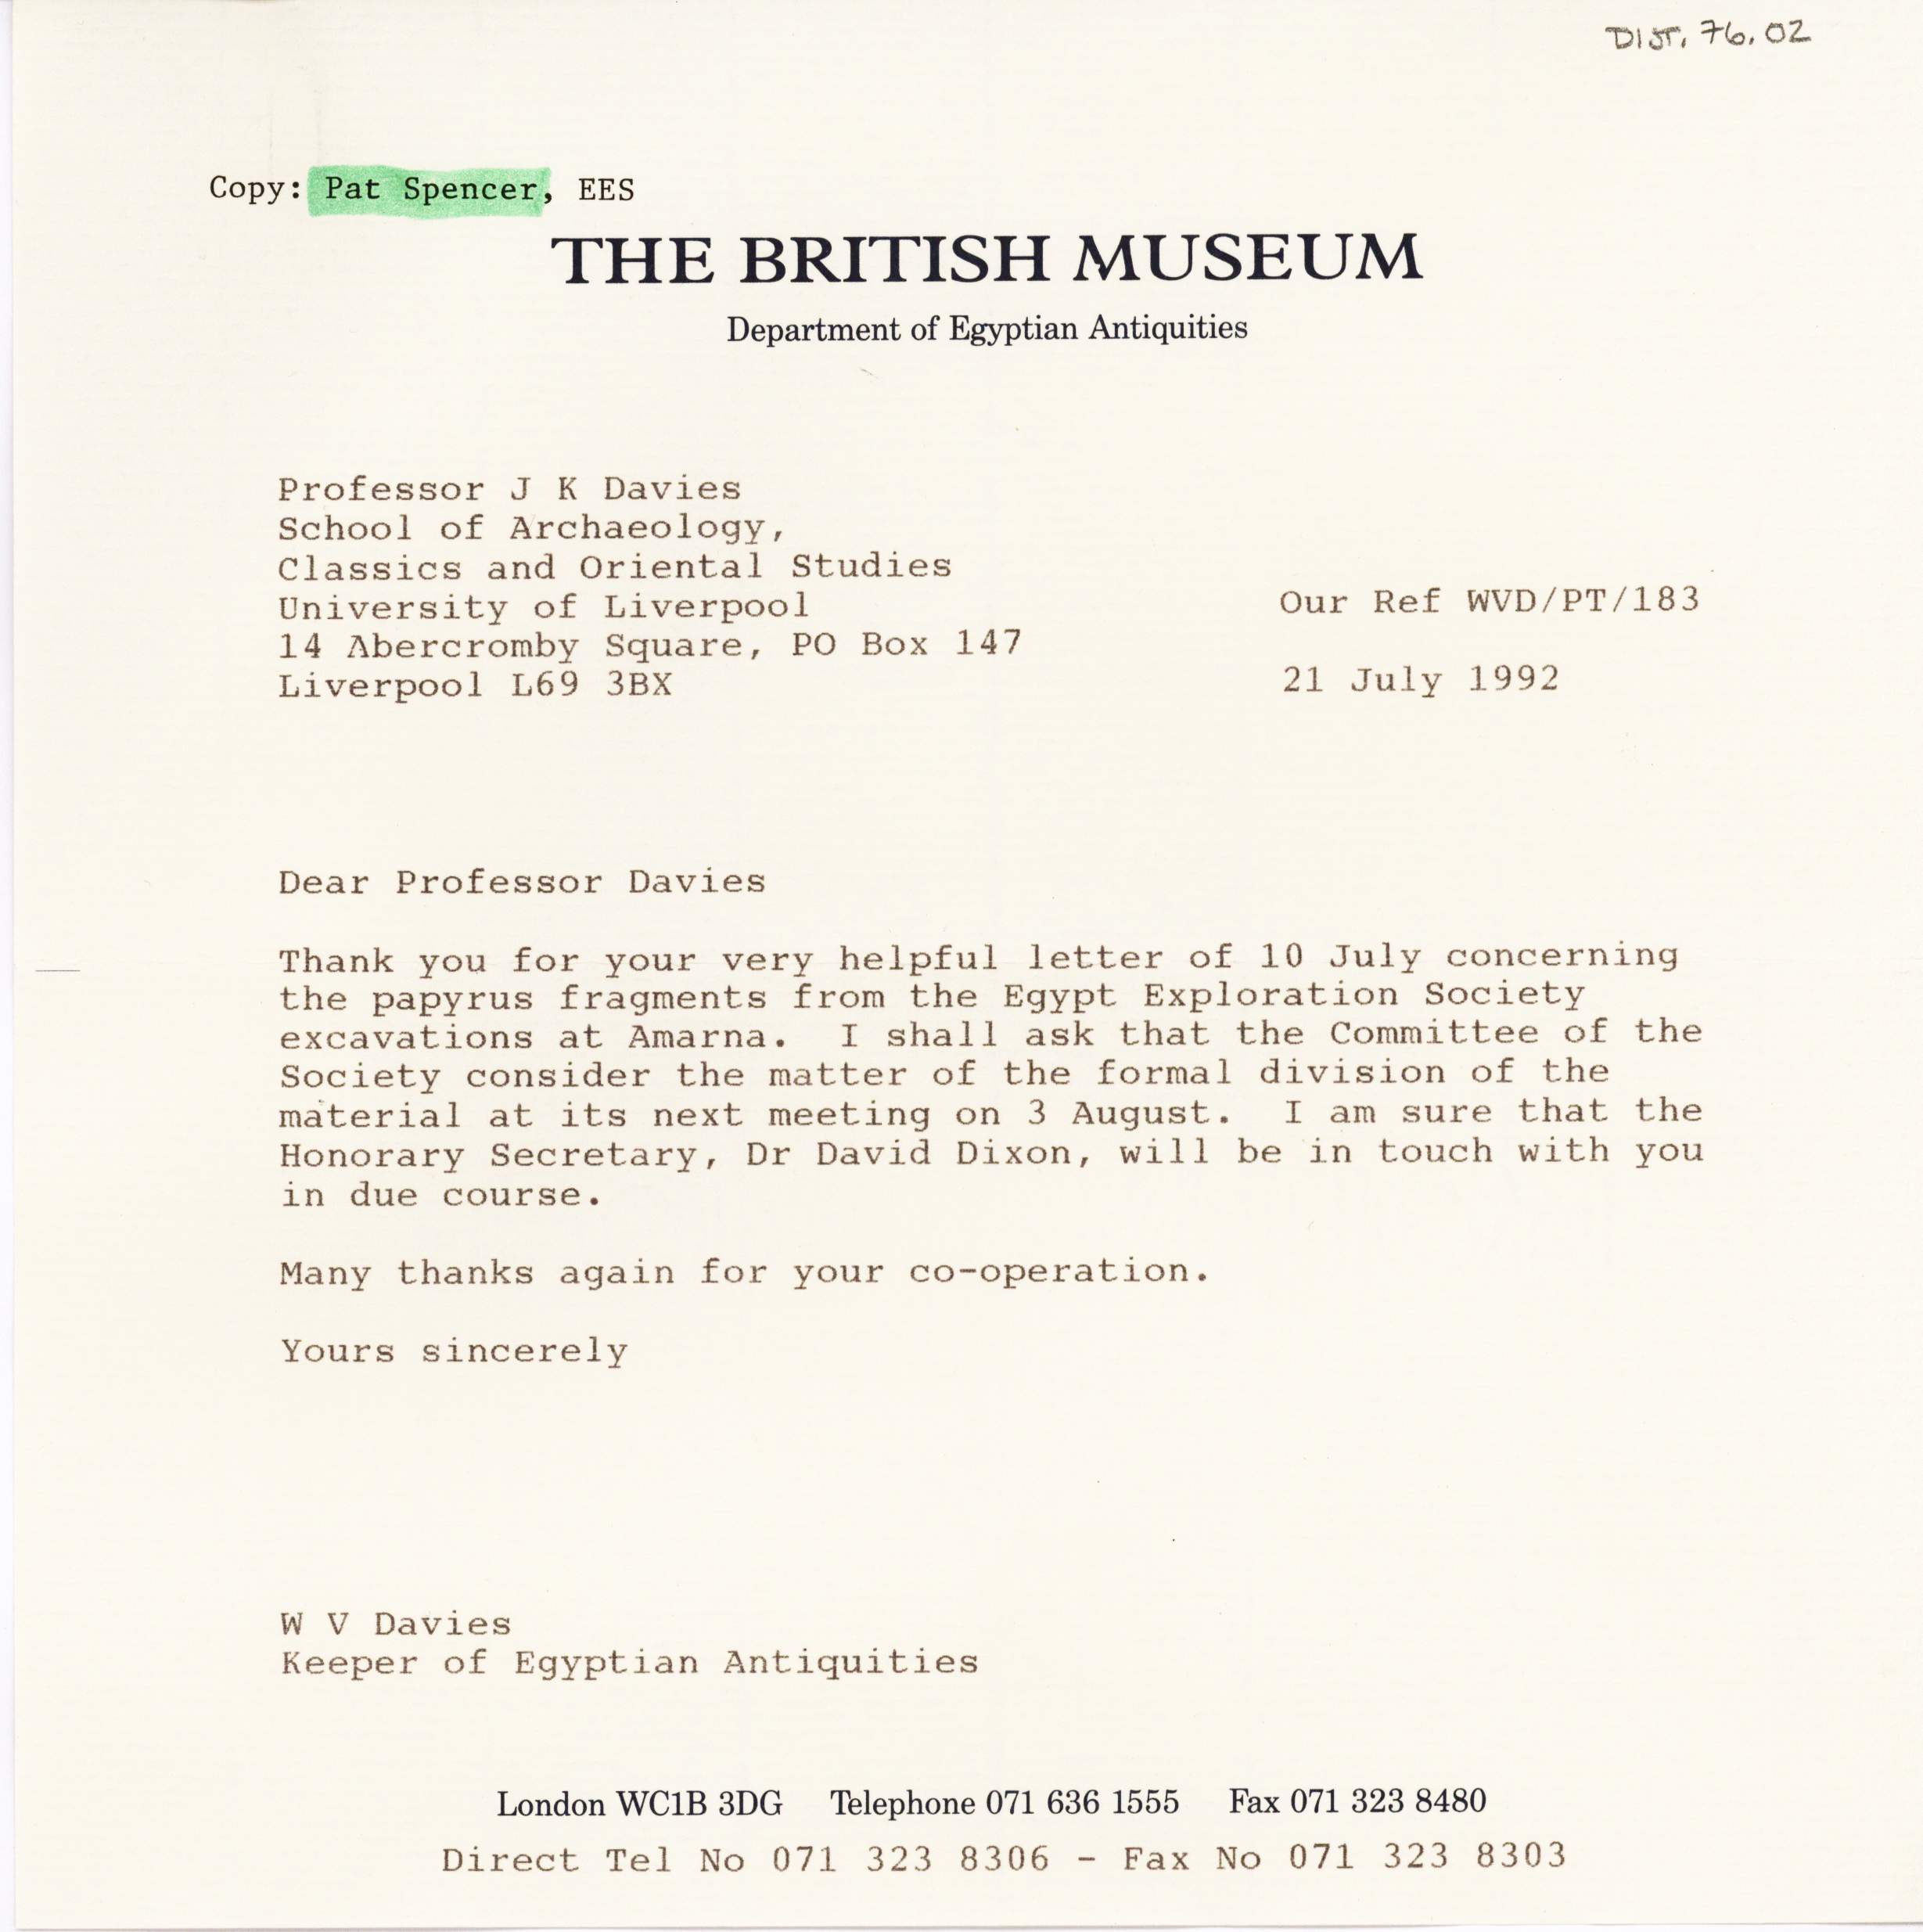 DIST. 76.02
Copy: Pat Spencer, EES
THE BRITISH MUSEUM
Department of Egyptian Antiquities
Professor J K Davies
School of Archaeology,
Classics and Oriental Studies
University of Liverpool
14 Abercromby Square, PO Box 147
Liverpool L69 3BX
Our Ref WVD/PT/183
21 July 1992
Dear Professor Davies
Thank you for your very helpful letter of 10 July concerning
the papyrus fragments from the Egypt Exploration Society
excavations at Amarna. I shall ask that the Committee of the
Society consider the matter of the formal division of the
material at its next meeting on 3 August. I am sure that the
Honorary Secretary, Dr David Dixon, will be in touch with you
in due course.
Many thanks again for your co-operation.
Yours sincerely
W V Davies
Keeper of Egyptian Antiquities
London WC1B 3DG Telephone 071 636 1555 Fax 071 323 8480
Direct Tel No 071 323 8306 - Fax No 071 323 8303